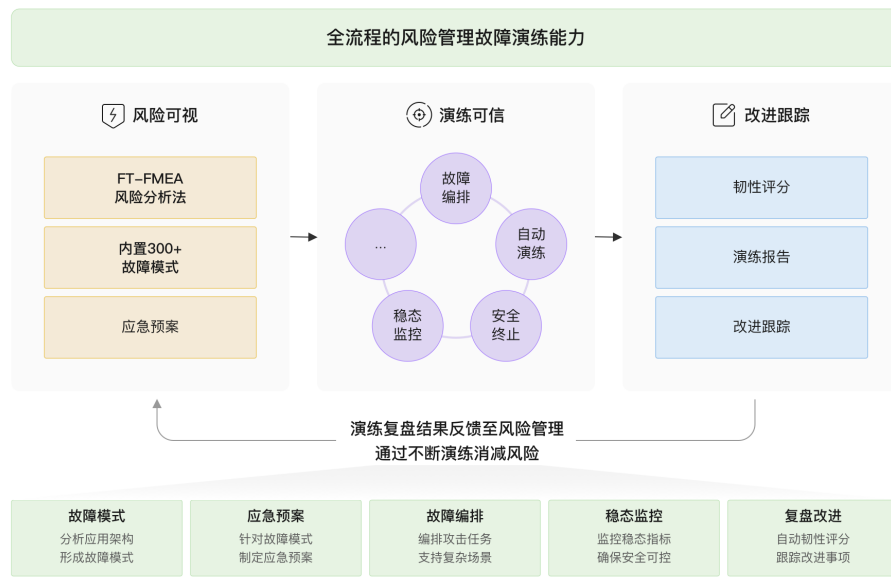 全流程的风险管理故障演练能力
风险可视
FT-FMEA
风险分析法
内置300+
故障模式
应急预案
演练可信
故障
编排
自动
演练
安全
终止
稳态
监控
...
改进跟踪
韧性评分
演练报告
改进跟踪
演练复盘结果反馈至风险管理
通过不断演练消减风险
故障模式
分析应用架构
形成故障模式
应急预案
针对故障模式
制定应急预案
故障编排
编排攻击任务
支持复杂场景
稳态监控
监控稳态指标
确保安全可控
复盘改进
自动韧性评分
跟踪改进事项